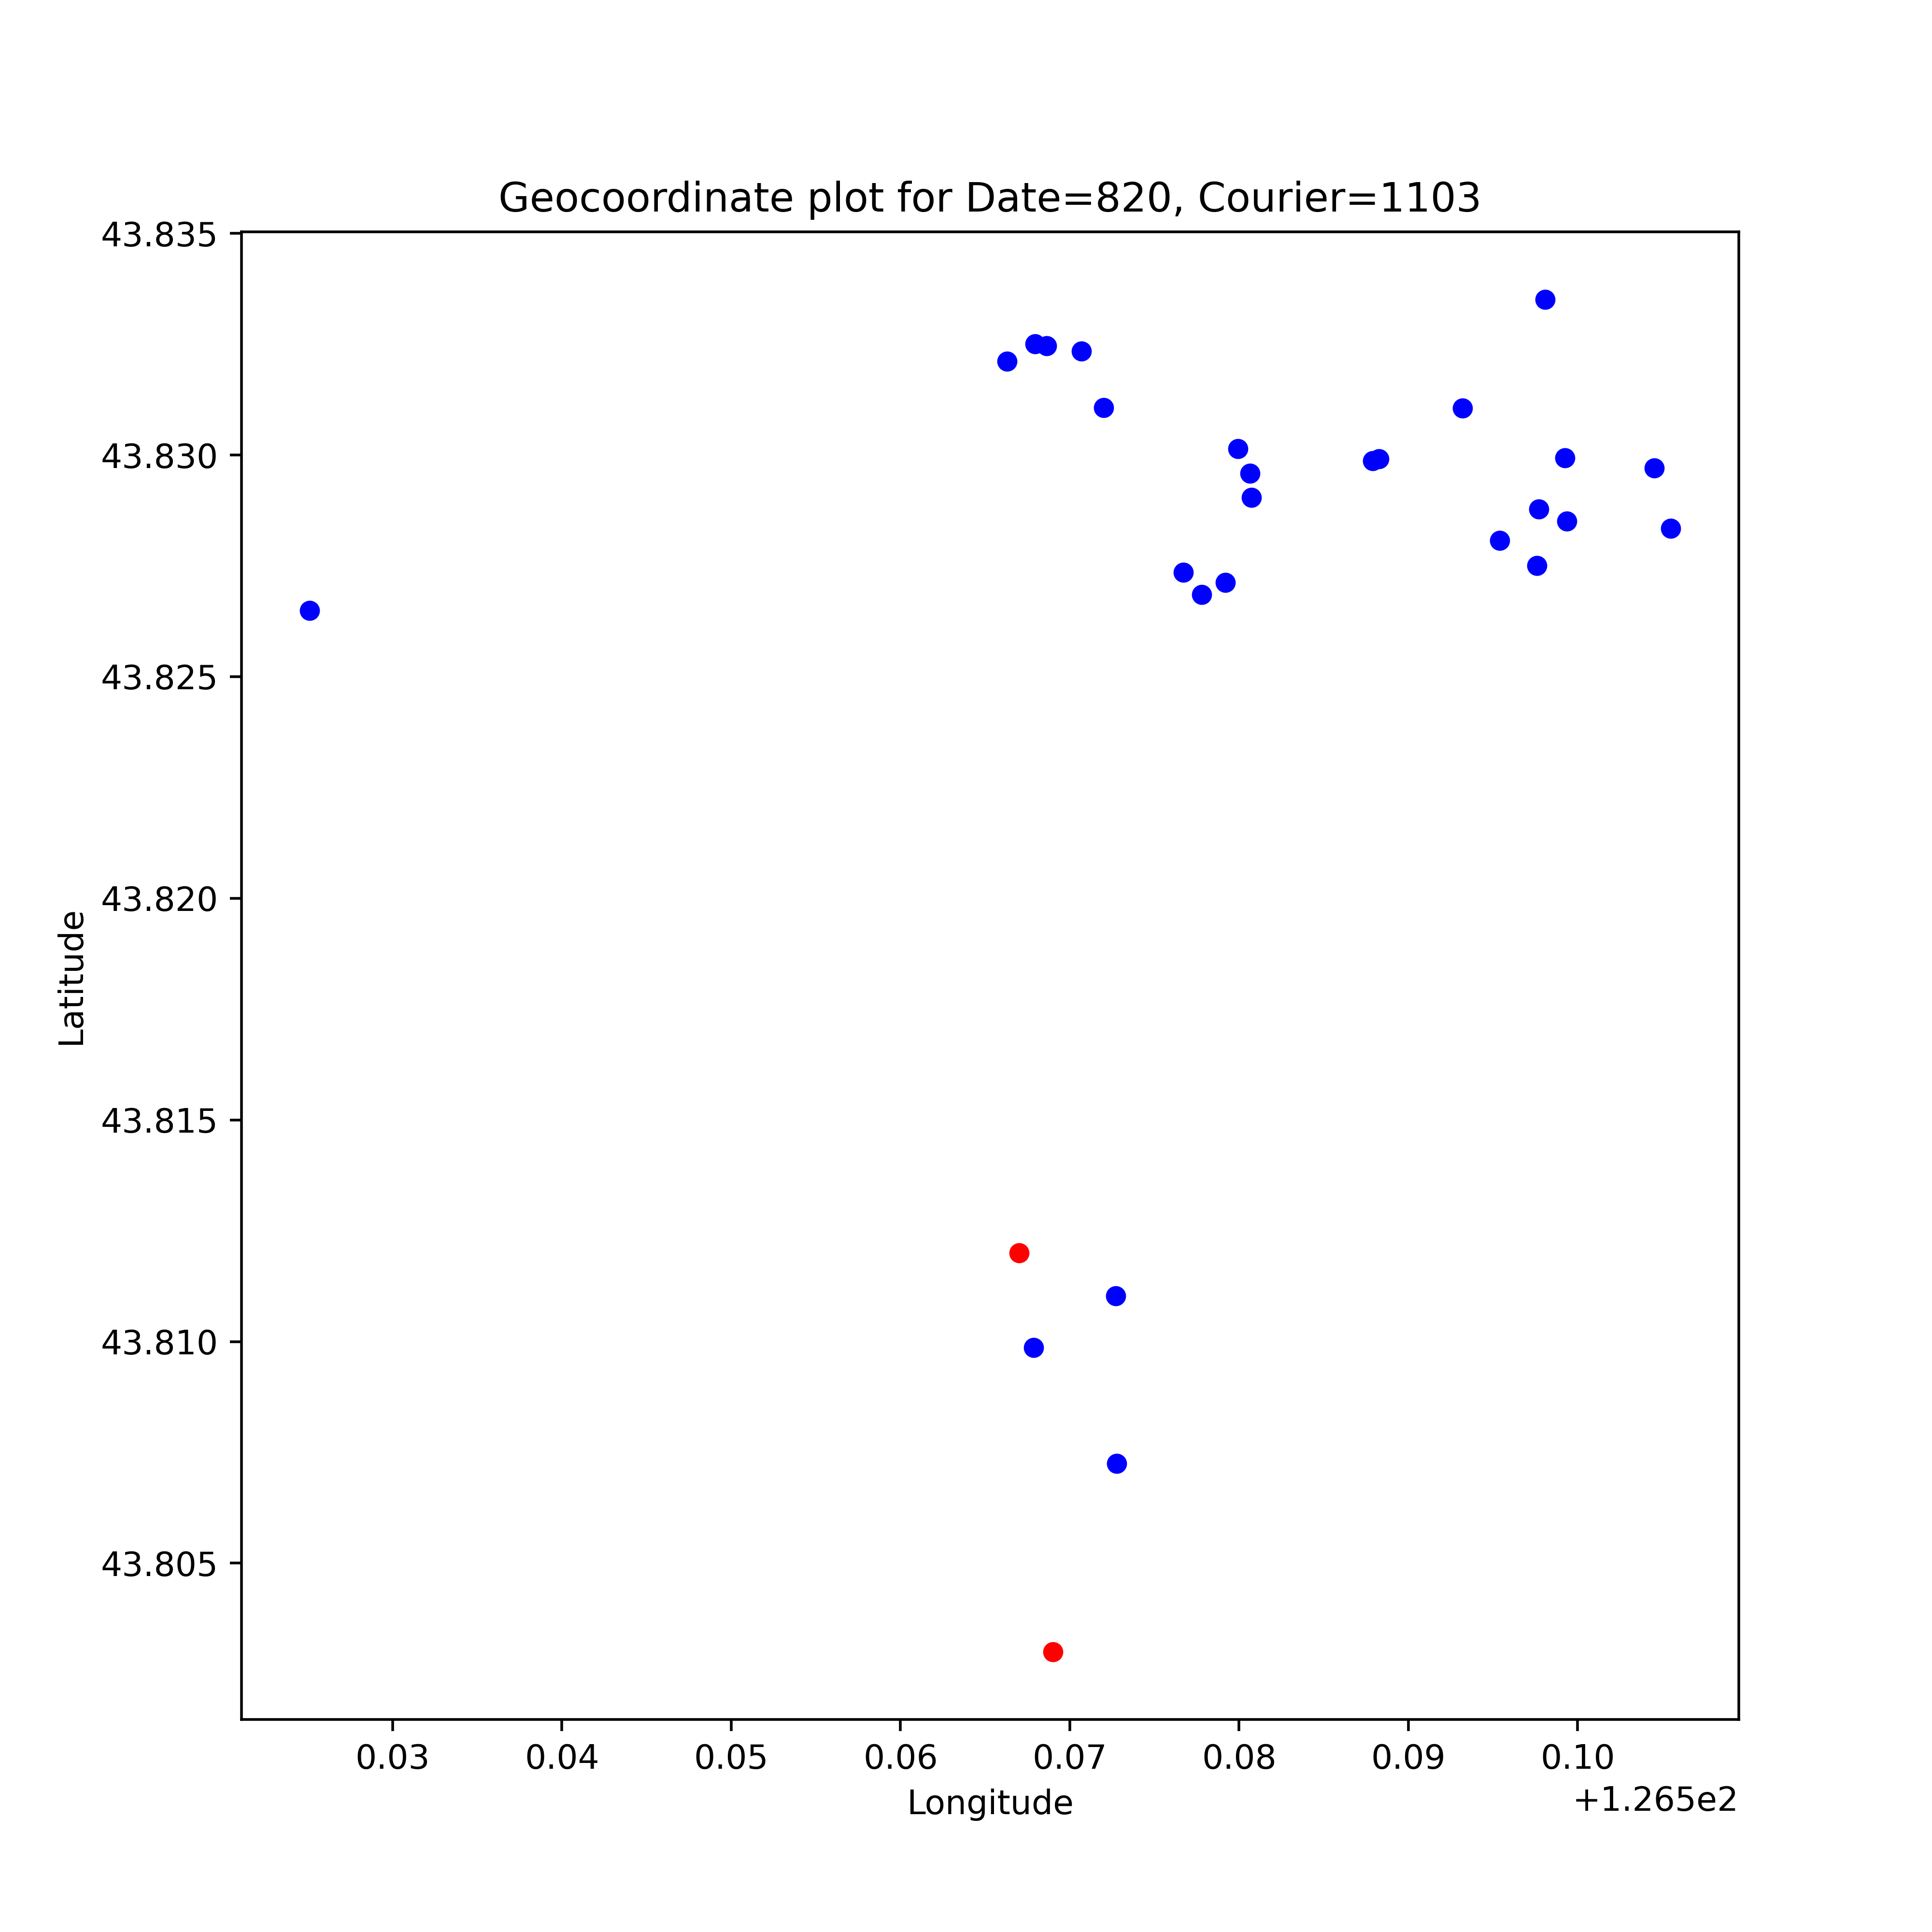 Geocoordinate plot for Date=820, Courier=1103
43.835
43.830
43.825
43.820
43.815
43.810
43.805
Latitude
0.03 0.04 0.05 0.06 0.07 0.08 0.09 0.10
+1.265e2
Longitude